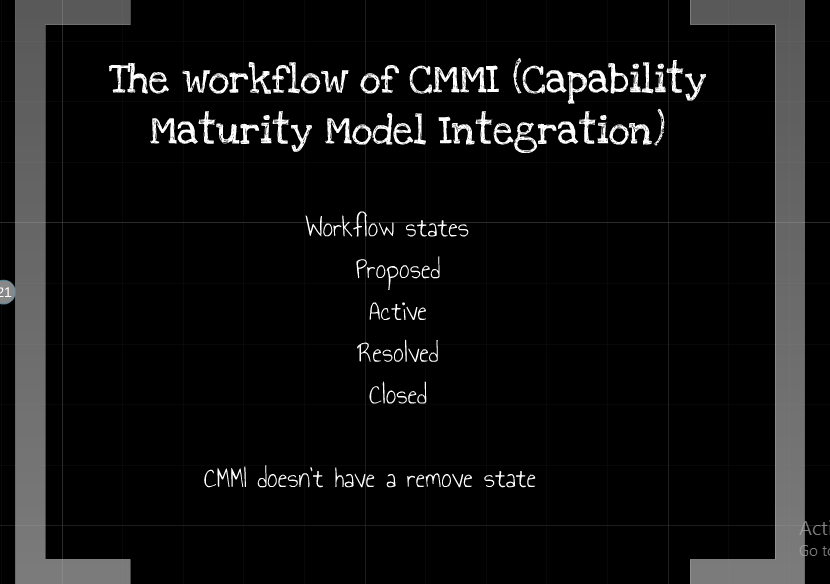 The workflow of CMMI (Capability
Maturity Model Integration)
Workflow states
Proposed
Active
21
Resolved
Closed
CMMI doesn't have a remove state
Go to